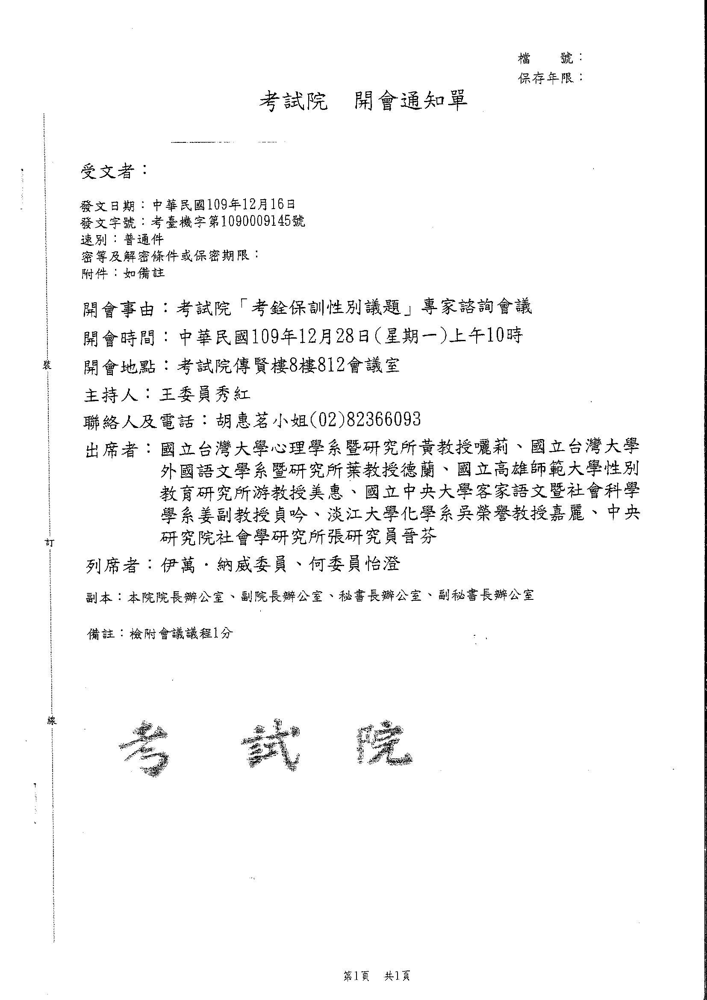 檔　　號：
保存年限：
考試院　開會通知單
受文者：
發文日期：中華民國109年12月16日
發文字號：考臺機字第1090009145號
速別：普通件
密等及解密條件或保密期限：
附件：如備註
開會事由：考試院「考銓保訓性別議題」專家諮詢會議
開會時間：中華民國109年12月28日(星期一)上午10時
開會地點：考試院傳賢樓8樓812會議室
主持人：王委員秀紅
聯絡人及電話：胡惠茗小姐(02)82366093
出席者：國立台灣大學心理學系暨研究所黃教授囇莉、國立台灣大學
外國語文學系暨研究所葉教授德蘭、國立高雄師範大學性別
教育研究所游教授美惠、國立中央大學客家語文暨社會科學
學系姜副教授貞吟、淡江大學化學系吳榮譽教授嘉麗、中央
研究院社會學研究所張研究員晉芬
列席者：伊萬．納威委員、何委員怡澄
副本：本院院長辦公室、副院長辦公室、秘書長辦公室、副秘書長辦公室
備註：檢附會議議程1分
裝
訂
線
考試院
第1頁　共1頁